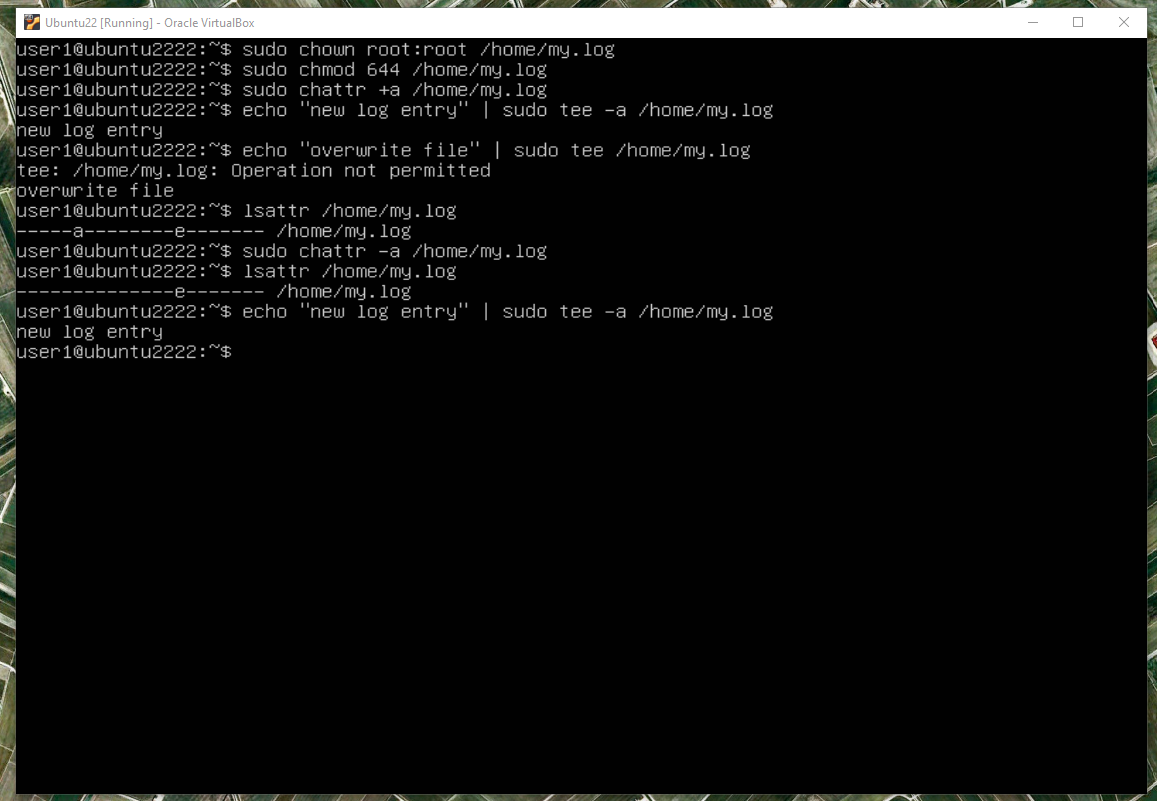 Ubuntu22 [Running] - Oracle VirtualBox
user1@ubuntu2222:~$ sudo chown root:root /home/my.log
user1@ubuntu2222:~$ sudo chmod 644 /home/my.log
user1@ubuntu2222:~$ sudo chattr +a /home/my.log
user1@ubuntu2222:~$ echo "new log entry" | sudo tee -a /home/my.log
new log entry
user1@ubuntu2222:~$ echo "overwrite file" | sudo tee /home/my.log
tee: /home/my.log: Operation not permitted
overwrite file
user1@ubuntu2222:~$ lsattr /home/my.log
-----a--------e------- /home/my.log
user1@ubuntu2222:~$ sudo chattr -a /home/my.log
user1@ubuntu2222:~$ lsattr /home/my.log
--------------e------- /home/my.log
user1@ubuntu2222:~$ echo "new log entry" | sudo tee -a /home/my.log
new log entry
user1@ubuntu2222:~$